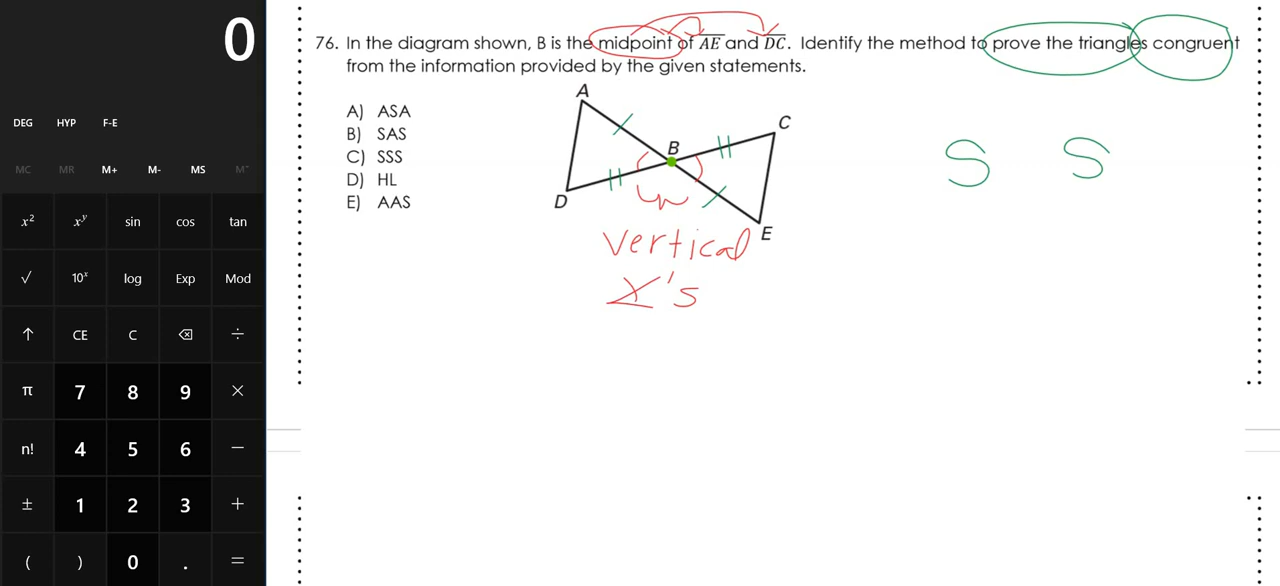 0
DEG HYP F-E
MC MR M+ M- MS M˅
x² xʸ sin cos tan
√ 10ˣ log Exp Mod
↑ CE C ⌫ ÷
π 7 8 9 ×
n! 4 5 6 −
± 1 2 3 +
( ) 0 . =
76. In the diagram shown, B is the midpoint of AE and DC. Identify the method to prove the triangles congruent
from the information provided by the given statements.
A) ASA
B) SAS
C) SSS
D) HL
E) AAS
A
C
B
D
E
S S
vertical
∠'s